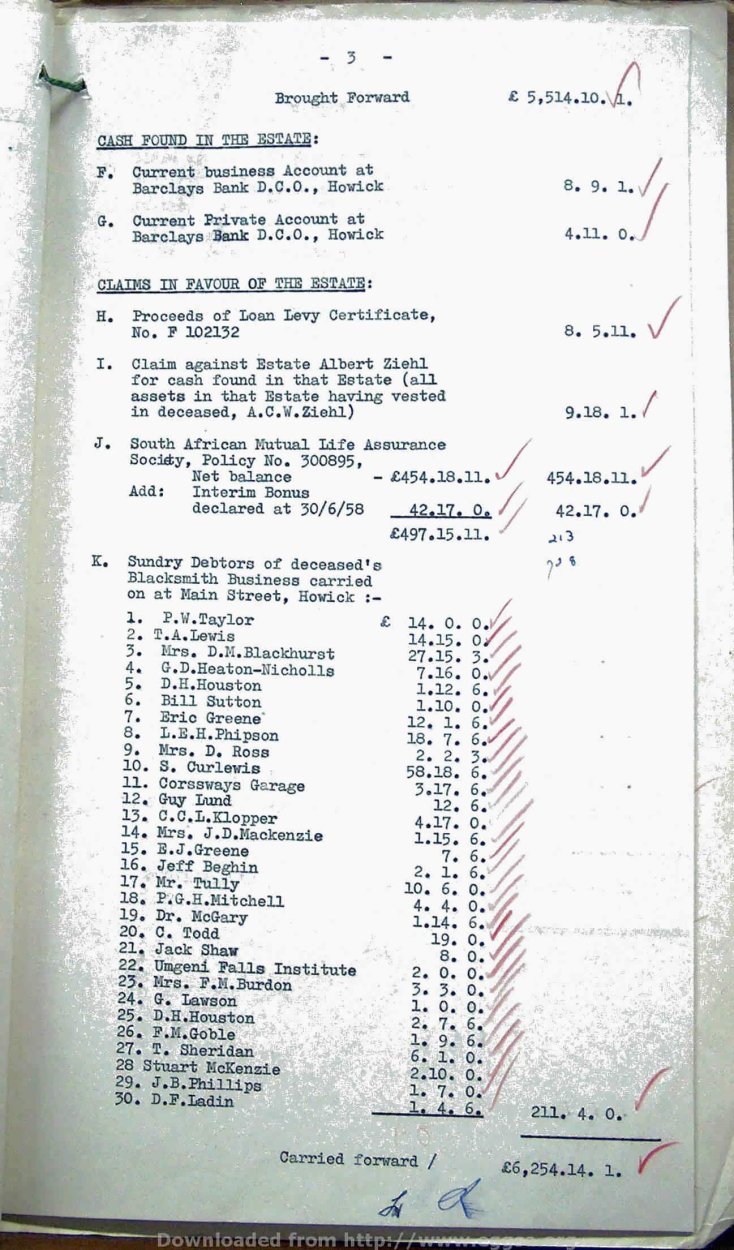 - 3 -
Brought Forward £ 5,514.10. 1.
CASH FOUND IN THE ESTATE:
F. Current business Account at
Barclays Bank D.C.O., Howick 8. 9. 1.
G. Current Private Account at
Barclays Bank D.C.O., Howick 4.11. 0.
CLAIMS IN FAVOUR OF THE ESTATE:
H. Proceeds of Loan Levy Certificate,
No. F 102132 8. 5.11.
I. Claim against Estate Albert Ziehl
for cash found in that Estate (all
assets in that Estate having vested
in deceased, A.C.W.Ziehl) 9.18. 1.
J. South African Mutual Life Assurance
Society, Policy No. 300895,
Net balance - £454.18.11. 454.18.11.
Add: Interim Bonus
declared at 30/6/58 42.17. 0. 42.17. 0.
£497.15.11. 213
K. Sundry Debtors of deceased's
Blacksmith Business carried
on at Main Street, Howick :-
1. P.W.Taylor £ 14. 0. 0.
2. T.A.Lewis 14.15. 0.
3. Mrs. D.M.Blackhurst 27.15. 3.
4. G.D.Heaton-Nicholls 7.16. 0.
5. D.H.Houston 1.12. 6.
6. Bill Sutton 1.10. 0.
7. Eric Greene 12. 1. 6.
8. L.E.H.Phipson 18. 7. 6.
9. Mrs. D. Ross 2. 2. 3.
10. S. Curlewis 58.18. 6.
11. Corssways Garage 3.17. 6.
12. Guy Lund 12. 6.
13. C.C.L.Klopper 4.17. 0.
14. Mrs. J.D.Mackenzie 1.15. 6.
15. E.J.Greene 7. 6.
16. Jeff Beghin 2. 1. 6.
17. Mr. Tully 10. 6. 0.
18. P.G.H.Mitchell 4. 4. 0.
19. Dr. McGary 1.14. 6.
20. C. Todd 19. 0.
21. Jack Shaw 8. 0.
22. Umgeni Falls Institute 2. 0. 0.
23. Mrs. F.M.Burdon 3. 3. 0.
24. G. Lawson 1. 0. 0.
25. D.H.Houston 2. 7. 6.
26. F.M.Goble 1. 9. 6.
27. T. Sheridan 6. 1. 0.
28 Stuart McKenzie 2.10. 0.
29. J.B.Phillips 1. 7. 0.
30. D.F.Ladin 1. 4. 6. 211. 4. 0.
Carried forward / £6,254.14. 1.
Downloaded from http://www.eggsa.org